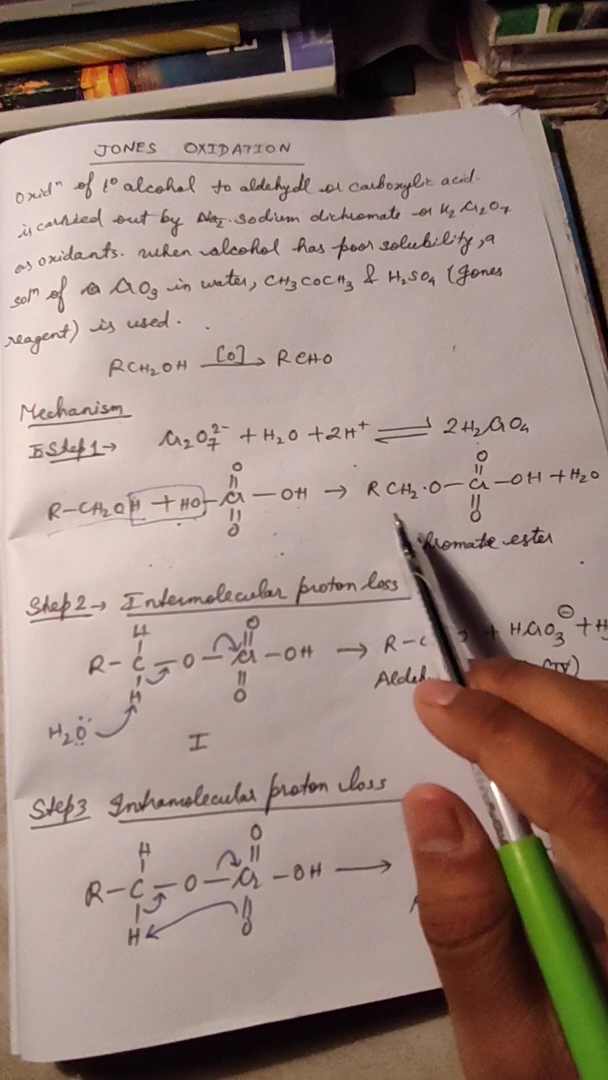 JONES OXIDATION
Oxidⁿ of 1° alcohol to aldehyde or carboxylic acid.
is carried out by sodium dichromate or K₂Cr₂O₇
as oxidants. When alcohol has poor solubility, a
solⁿ of CrO₃ in water, CH₃COCH₃ & H₂SO₄ (Jones
reagent) is used.
RCH₂OH [O]→ RCHO
Mechanism
Step 1→ Cr₂O₇²⁻ + H₂O + 2H⁺ ⇌ 2H₂CrO₄
O O
R-CH₂OH + HO-Cr-OH → RCH₂·O-Cr-OH + H₂O
O O
chromate ester
Step 2→ Intermolecular proton loss
H O
R-C-O-Cr-OH → R-C + HCrO₃⊖ + H
H O
H₂Ö
I
Step 3 Intramolecular proton loss
H O
R-C-O-Cr-OH →
H O